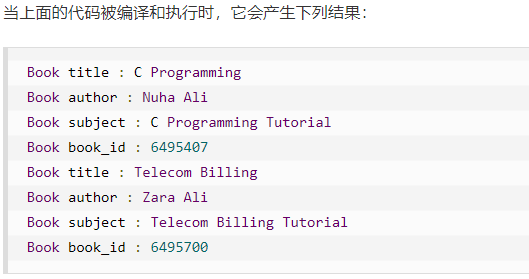 当上面的代码被编译和执行时，它会产生下列结果：
Book title : C Programming
Book author : Nuha Ali
Book subject : C Programming Tutorial
Book book_id : 6495407
Book title : Telecom Billing
Book author : Zara Ali
Book subject : Telecom Billing Tutorial
Book book_id : 6495700